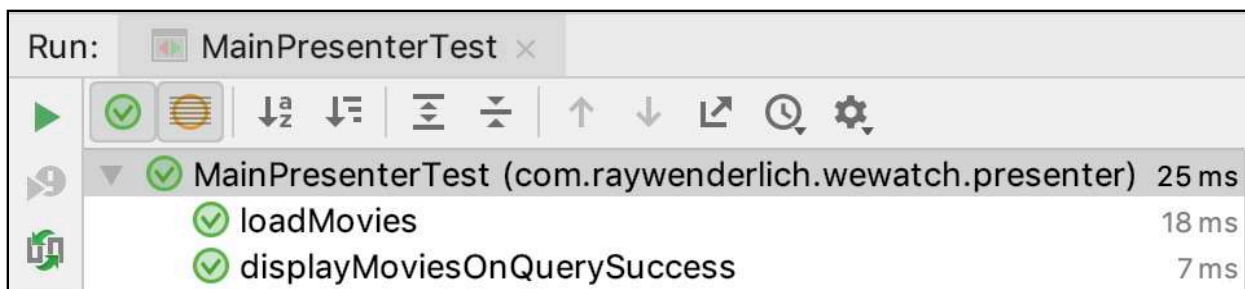 Run: MainPresenterTest
MainPresenterTest (com.raywenderlich.wewatch.presenter) 25 ms
loadMovies 18 ms
displayMoviesOnQuerySuccess 7 ms